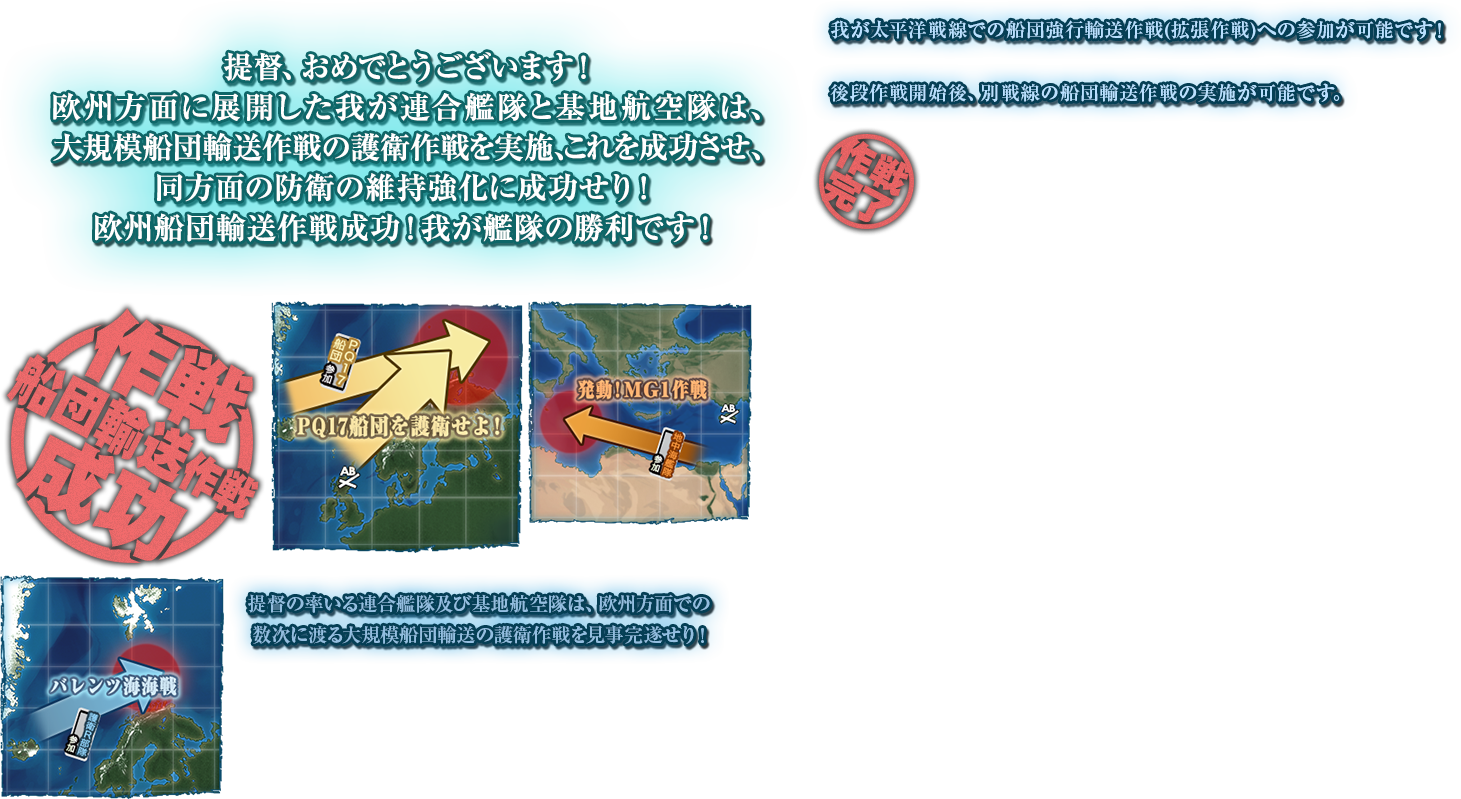 提督、おめでとうございます!
欧州方面に展開した我が連合艦隊と基地航空隊は、
大規模船団輸送作戦の護衛作戦を実施、これを成功させ、
同方面の防衛の維持強化に成功せり!
欧州船団輸送作戦成功!我が艦隊の勝利です!
我が太平洋戦線での船団強行輸送作戦(拡張作戦)への参加が可能です!
後段作戦開始後、別戦線の船団輸送作戦の実施が可能です。
作戦
完了
作戦
船団輸送作戦
成功
PQ17
船団
参加
PQ17船団を護衛せよ!
AB
発動!MG1作戦
AB
地中海艦隊
参加
バレンツ海海戦
参加
提督の率いる連合艦隊及び基地航空隊は、欧州方面での
数次に渡る大規模船団輸送の護衛作戦を見事完遂せり!